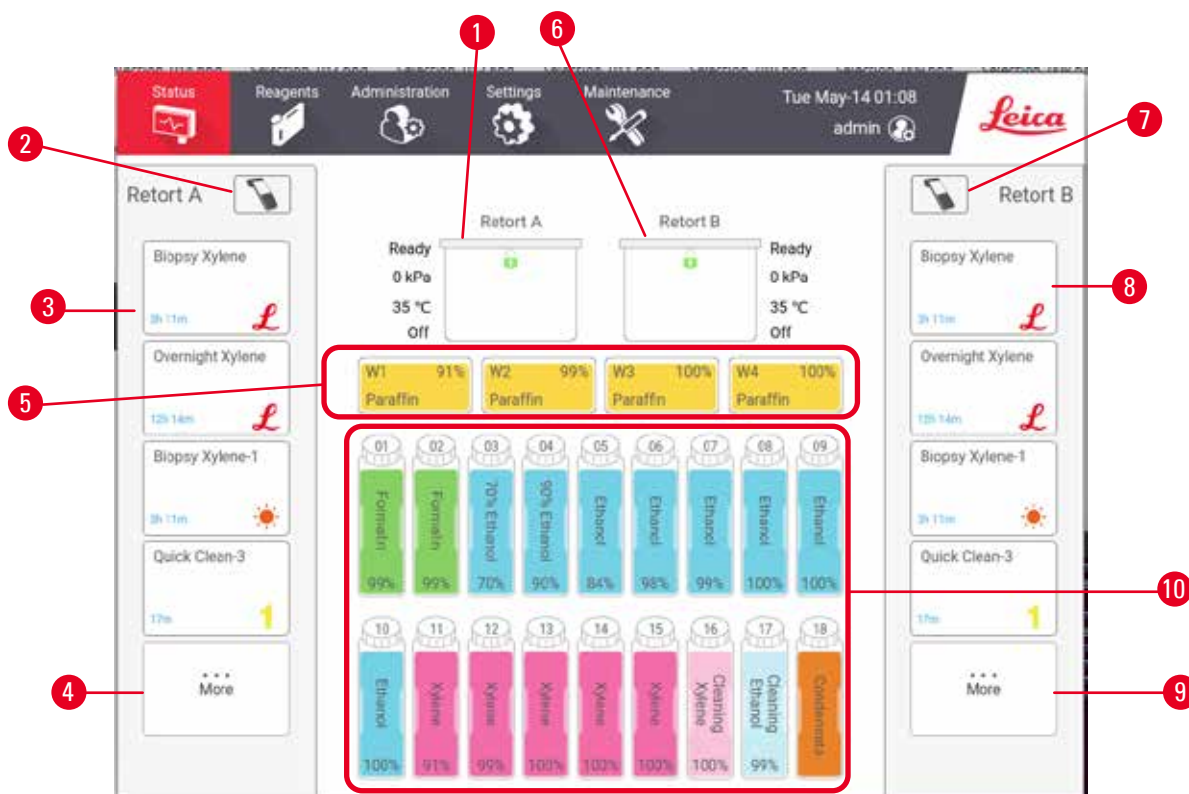 1
6
Status
Reagents
Administration
Settings
Maintenance
Tue May-14 01:08
admin
Leica
2
7
Retort A
Retort B
Retort A
Retort B
Ready
0 kPa
35 °C
Off
Ready
0 kPa
35 °C
Off
3
Biopsy Xylene
3h 11m
Overnight Xylene
12h 14m
Biopsy Xylene-1
3h 11m
Quick Clean-3
17m
1
4
...
More
8
Biopsy Xylene
3h 11m
Overnight Xylene
12h 14m
Biopsy Xylene-1
3h 11m
Quick Clean-3
17m
1
9
...
More
5
W1 91%
Paraffin
W2 99%
Paraffin
W3 100%
Paraffin
W4 100%
Paraffin
10
01 02 03 04 05 06 07 08 09
Formalin
Formalin
70% Ethanol
90% Ethanol
Ethanol
Ethanol
Ethanol
Ethanol
Ethanol
99% 99% 70% 90% 84% 98% 99% 100% 100%
10 11 12 13 14 15 16 17 18
Ethanol
Xylene
Xylene
Xylene
Xylene
Xylene
Cleaning
Xylene
Cleaning
Ethanol
Condensate
100% 91% 99% 100% 100% 100% 100% 99%